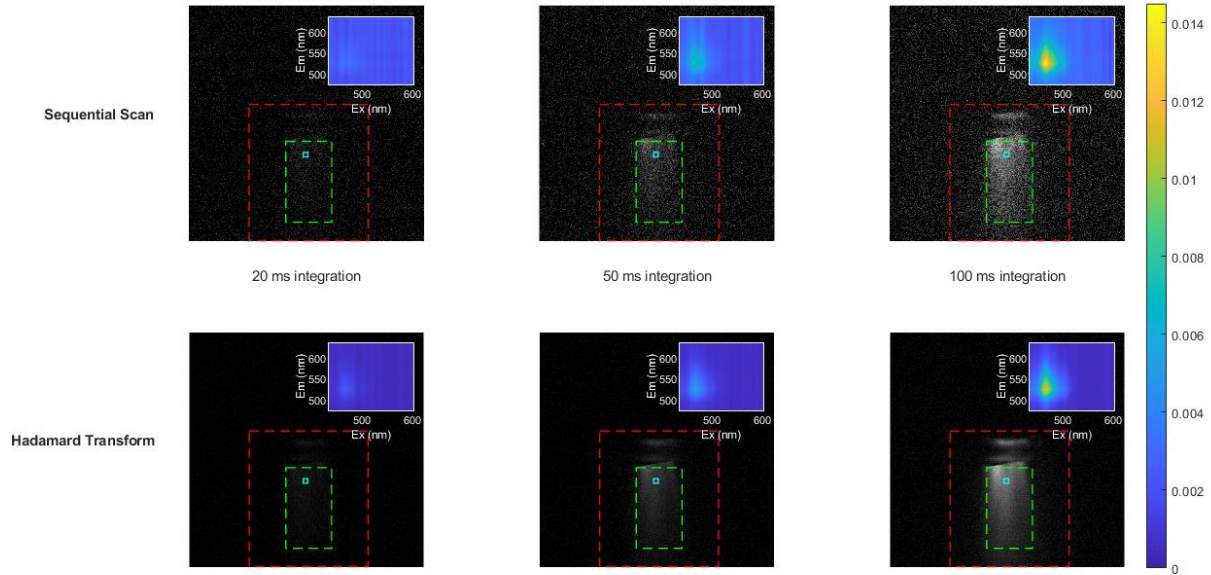 600
550
500
Em (nm)
500
600
Ex (nm)
600
550
500
Em (nm)
500
600
Ex (nm)
600
550
500
Em (nm)
500
600
Ex (nm)
0.014
0.012
0.01
0.008
0.006
0.004
0.002
0
Sequential Scan
20 ms integration
50 ms integration
100 ms integration
600
550
500
Em (nm)
500
600
Ex (nm)
600
550
500
Em (nm)
500
600
Ex (nm)
600
550
500
Em (nm)
500
600
Ex (nm)
Hadamard Transform